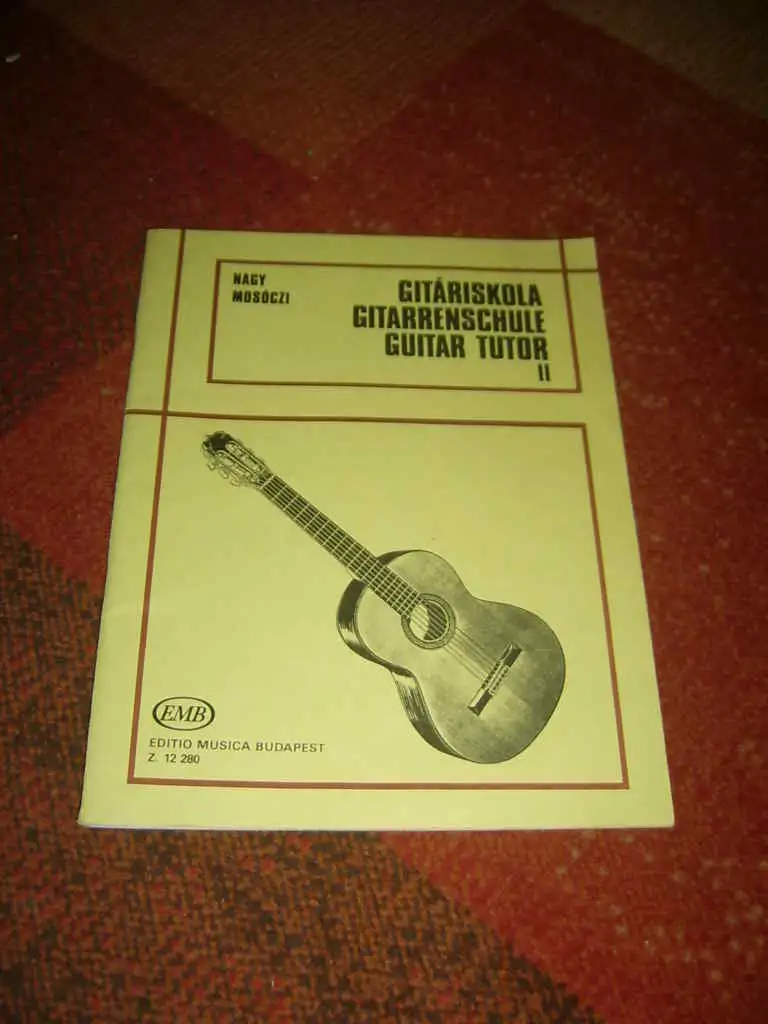 NAGY
MOSÓCZI
GITÁRISKOLA
GITARRENSCHULE
GUITAR TUTOR
II
EMB
EDITIO MUSICA BUDAPEST
Z. 12 280